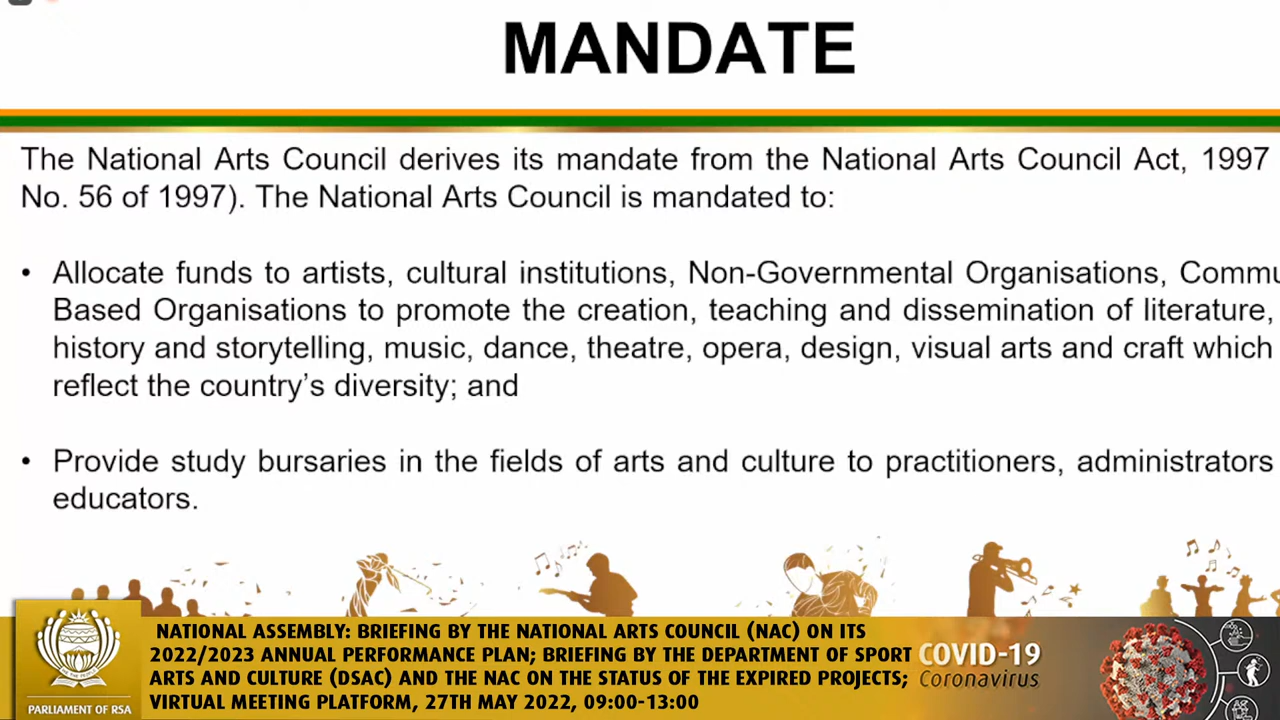 MANDATE
The National Arts Council derives its mandate from the National Arts Council Act, 1997
No. 56 of 1997). The National Arts Council is mandated to:
• Allocate funds to artists, cultural institutions, Non-Governmental Organisations, Commu
Based Organisations to promote the creation, teaching and dissemination of literature,
history and storytelling, music, dance, theatre, opera, design, visual arts and craft which
reflect the country’s diversity; and
• Provide study bursaries in the fields of arts and culture to practitioners, administrators
educators.
NATIONAL ASSEMBLY: BRIEFING BY THE NATIONAL ARTS COUNCIL (NAC) ON ITS
2022/2023 ANNUAL PERFORMANCE PLAN; BRIEFING BY THE DEPARTMENT OF SPORT
ARTS AND CULTURE (DSAC) AND THE NAC ON THE STATUS OF THE EXPIRED PROJECTS;
VIRTUAL MEETING PLATFORM, 27TH MAY 2022, 09:00-13:00
PARLIAMENT OF RSA
COVID-19
Coronavirus